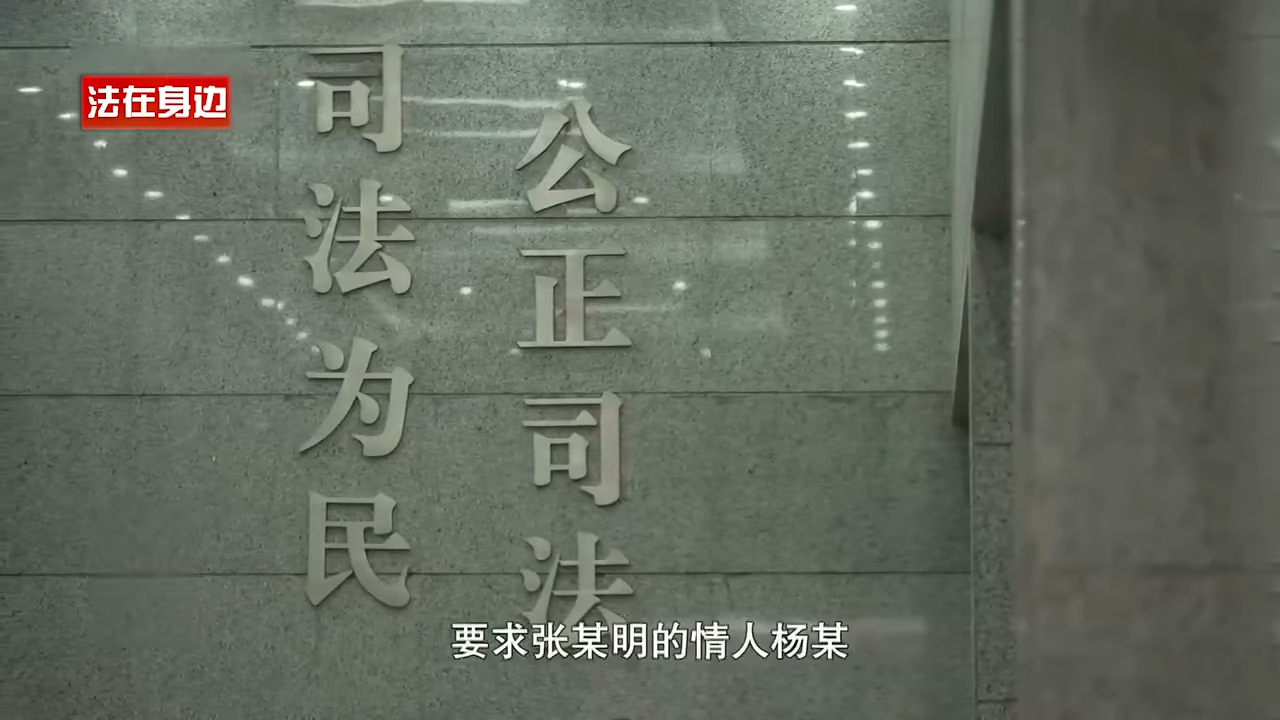 法在身边
司法为民
公正司法
要求张某明的情人杨某